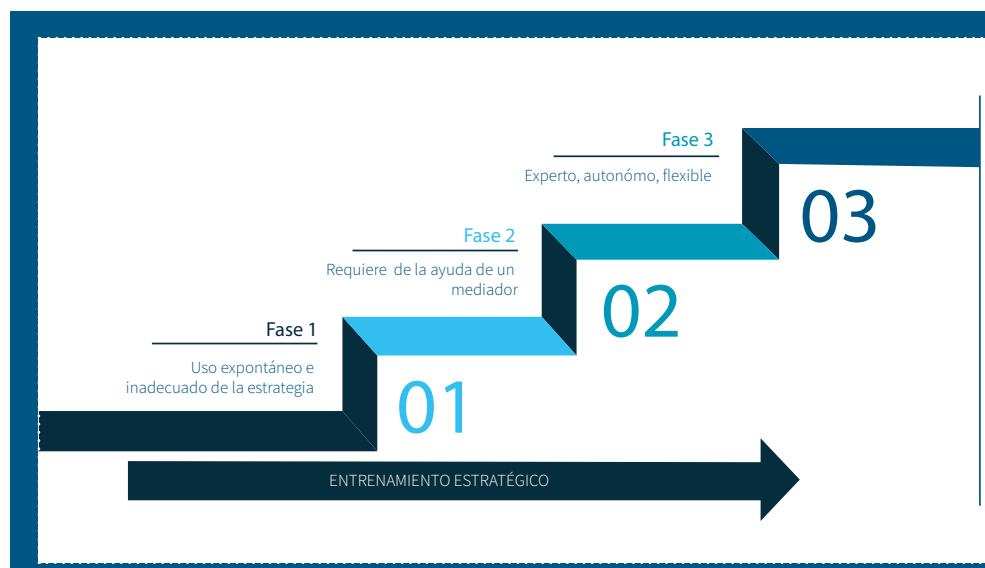 Fase 3
Experto, autonómo, flexible
03
Fase 2
Requiere de la ayuda de un
mediador
02
Fase 1
Uso expontáneo e
inadecuado de la estrategia
01
ENTRENAMIENTO ESTRATÉGICO